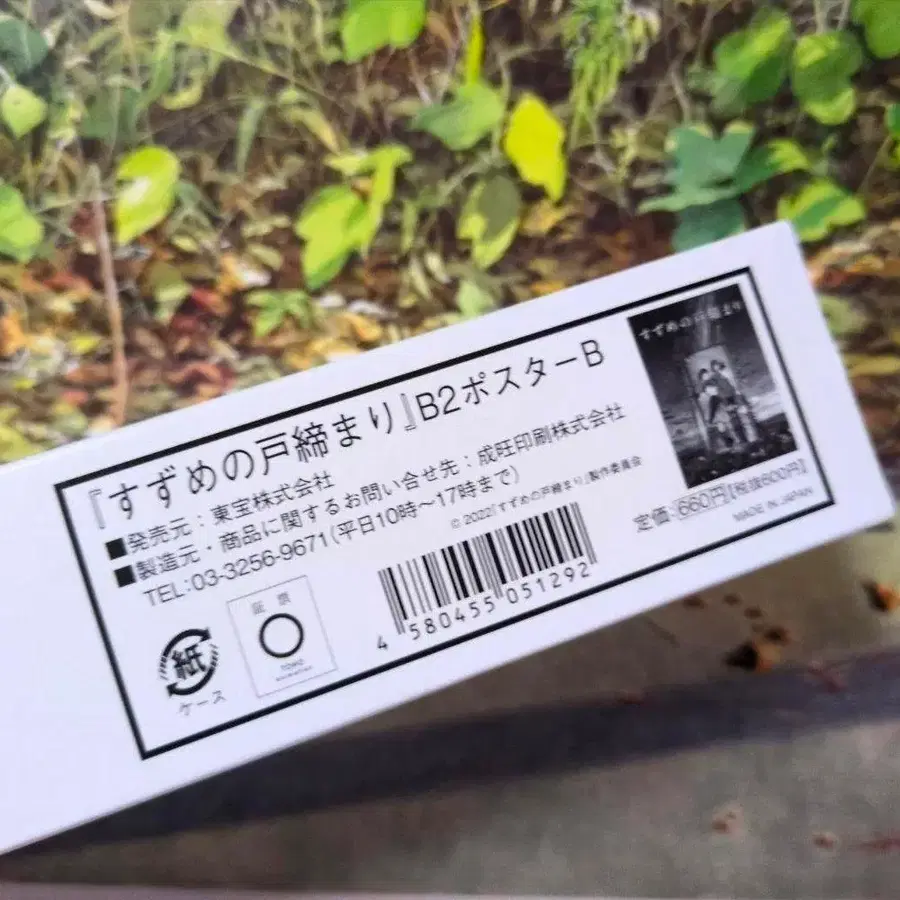 『すずめの戸締まり』B2ポスターB
■発売元:東宝株式会社
■製造元・商品に関するお問い合せ先:成旺印刷株式会社
TEL:03-3256-9671(平日10時〜17時まで)
© 2022「すずめの戸締まり」製作委員会
すずめの戸締まり
定価:660円【税抜600円】
MADE IN JAPAN
4 580455 051292
紙
ケース
証票
TOHO
animation